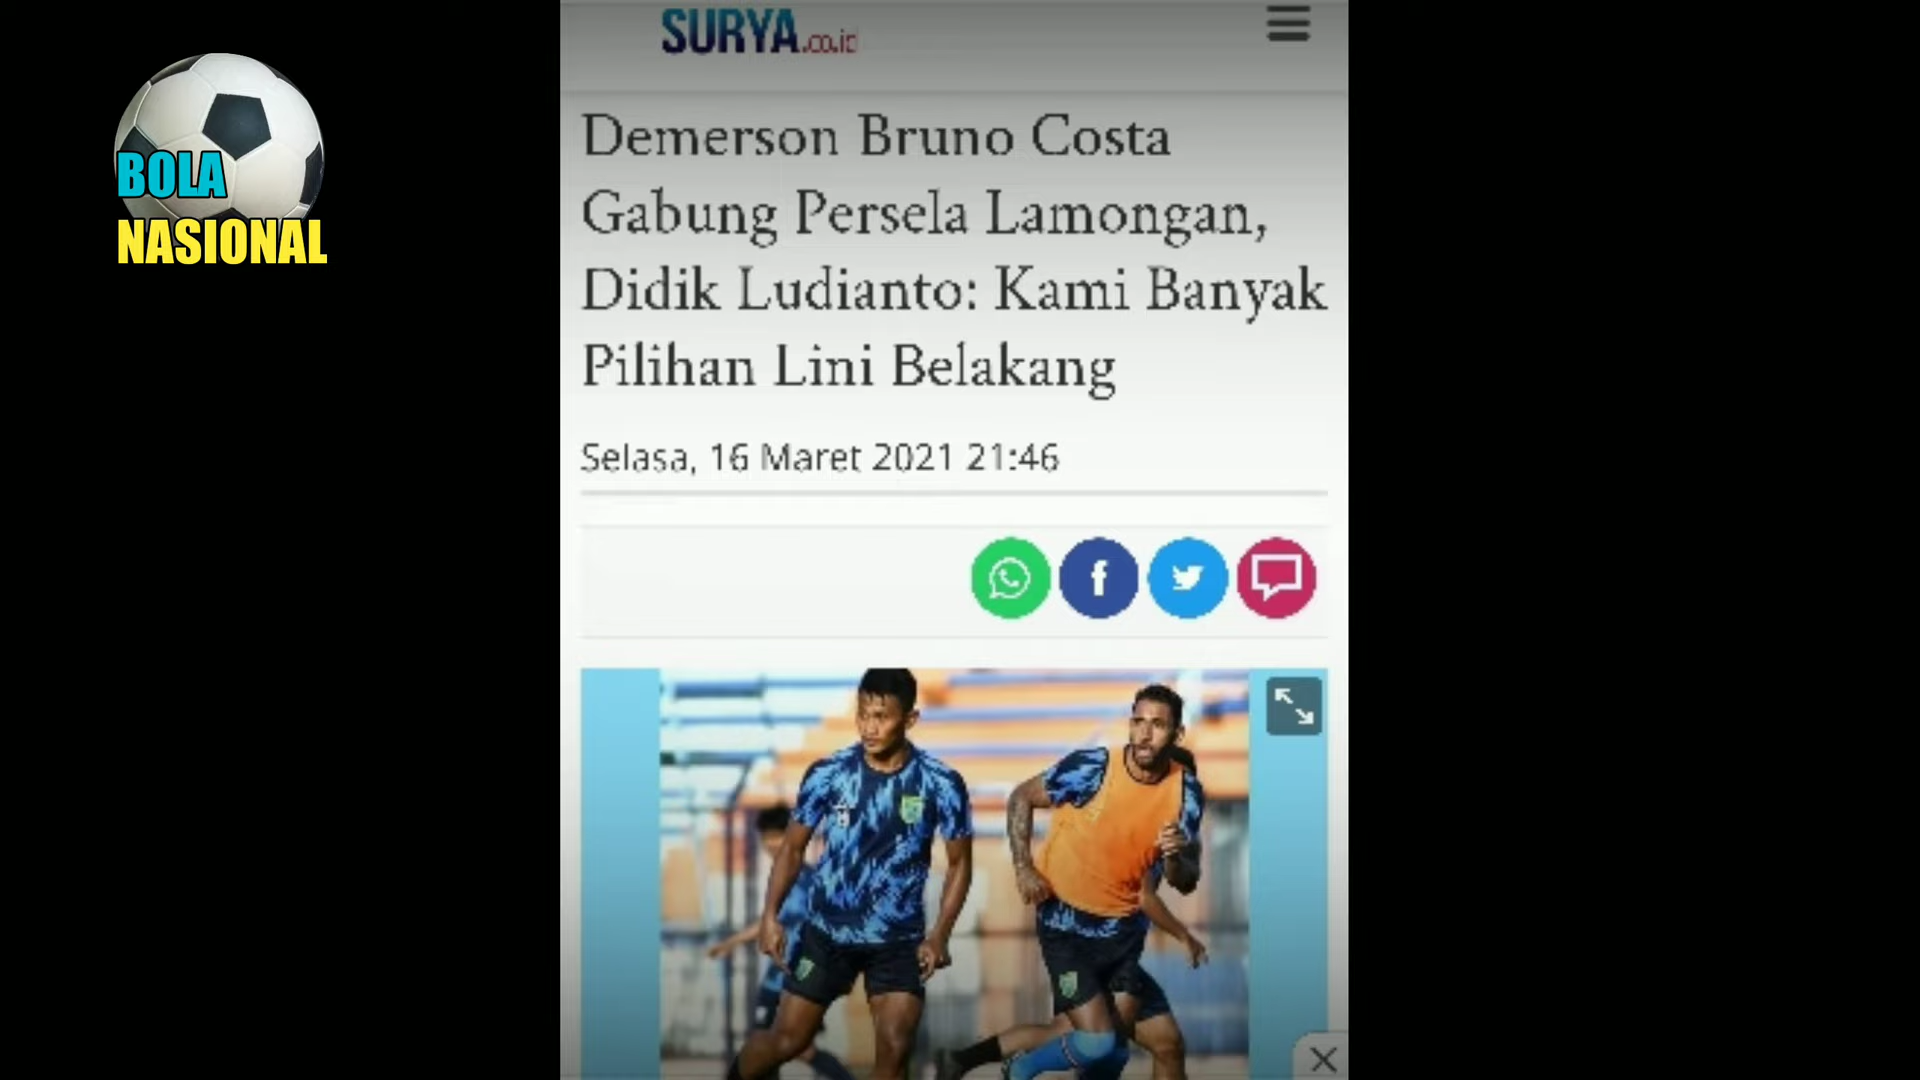 SURYA.co.id
BOLA
NASIONAL
Demerson Bruno Costa
Gabung Persela Lamongan,
Didik Ludianto: Kami Banyak
Pilihan Lini Belakang
Selasa, 16 Maret 2021 21:46